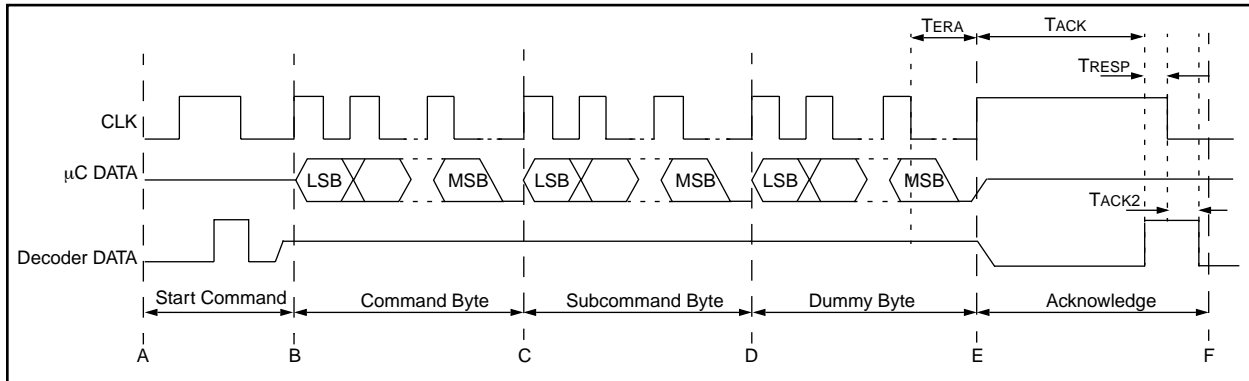 TERA
TACK
TRESP
CLK
μC DATA
LSB
MSB
LSB
MSB
LSB
MSB
TACK2
Decoder DATA
Start Command
Command Byte
Subcommand Byte
Dummy Byte
Acknowledge
A
B
C
D
E
F